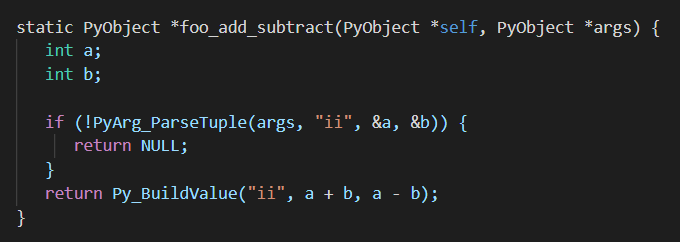 static PyObject *foo_add_subtract(PyObject *self, PyObject *args) {
int a;
int b;
if (!PyArg_ParseTuple(args, "ii", &a, &b)) {
return NULL;
}
return Py_BuildValue("ii", a + b, a - b);
}